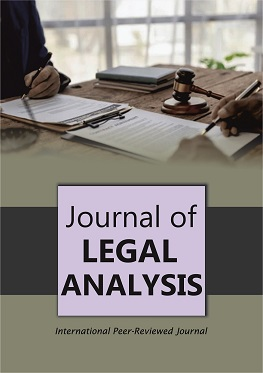 Journal of
LEGAL
ANALYSIS
International Peer-Reviewed Journal